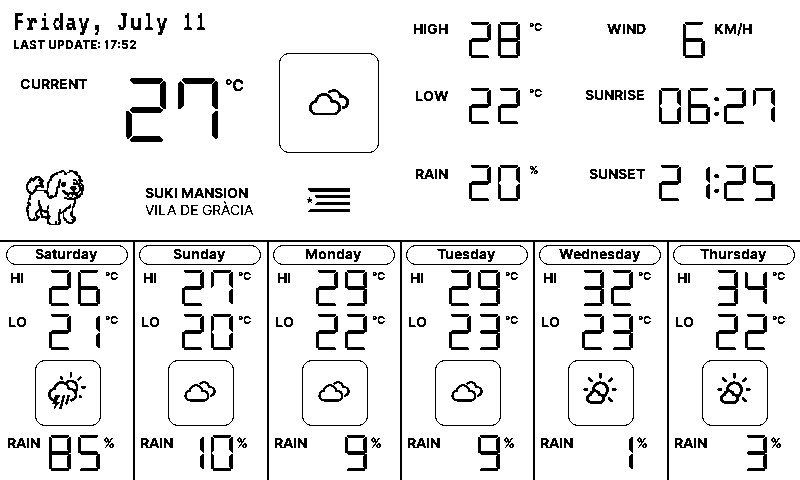 Friday, July 11
LAST UPDATE: 17:52
CURRENT 27 °C
HIGH 28 °C
LOW 22 °C
RAIN 20 %
WIND 6 KM/H
SUNRISE 06:27
SUNSET 21:25
SUKI MANSION
VILA DE GRÀCIA
Saturday
HI 26 °C
LO 21 °C
RAIN 85 %
Sunday
HI 27 °C
LO 20 °C
RAIN 10 %
Monday
HI 29 °C
LO 22 °C
RAIN 9 %
Tuesday
HI 29 °C
LO 23 °C
RAIN 9 %
Wednesday
HI 32 °C
LO 23 °C
RAIN 1 %
Thursday
HI 34 °C
LO 22 °C
RAIN 3 %